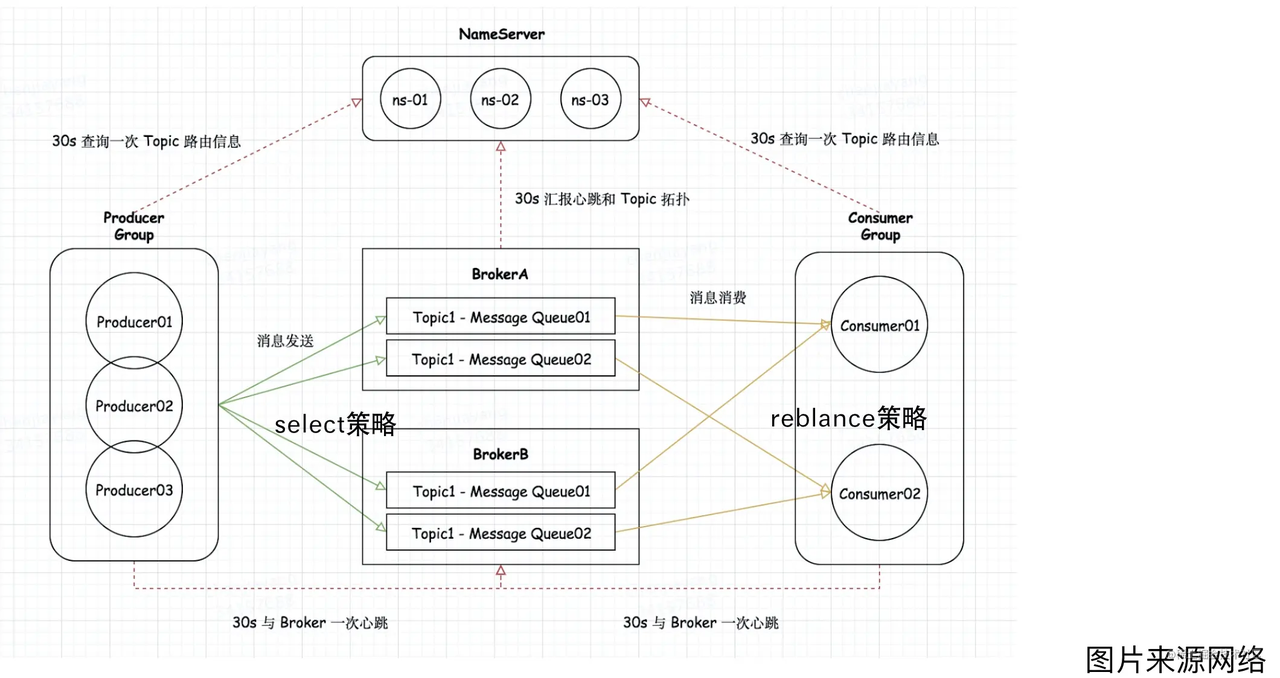 NameServer
ns-01
ns-02
ns-03
30s 查询一次 Topic 路由信息
30s 查询一次 Topic 路由信息
30s 汇报心跳和 Topic 拓扑
Producer
Group
Consumer
Group
BrokerA
Producer01
消息发送
Topic1 - Message Queue01
消息消费
Consumer01
Topic1 - Message Queue02
Producer02
select策略
reblance策略
BrokerB
Producer03
Topic1 - Message Queue01
Consumer02
Topic1 - Message Queue02
30s 与 Broker 一次心跳
30s 与 Broker 一次心跳
图片来源网络